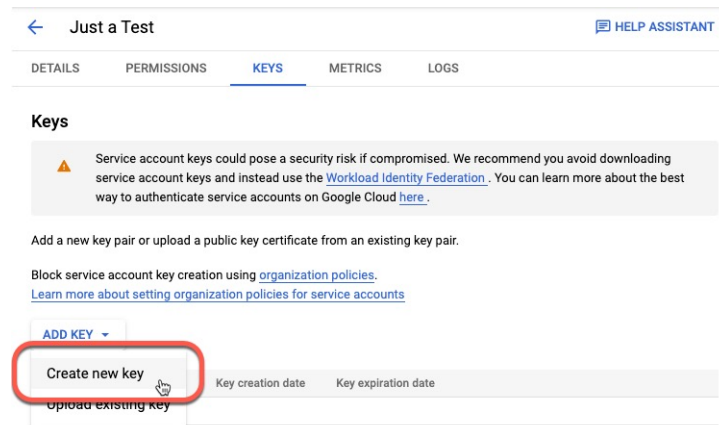 Just a Test
HELP ASSISTANT
DETAILS PERMISSIONS KEYS METRICS LOGS
Keys
Service account keys could pose a security risk if compromised. We recommend you avoid downloading
service account keys and instead use the Workload Identity Federation . You can learn more about the best
way to authenticate service accounts on Google Cloud here .
Add a new key pair or upload a public key certificate from an existing key pair.
Block service account key creation using organization policies.
Learn more about setting organization policies for service accounts
ADD KEY
Create new key
Key creation date Key expiration date
Upload existing key